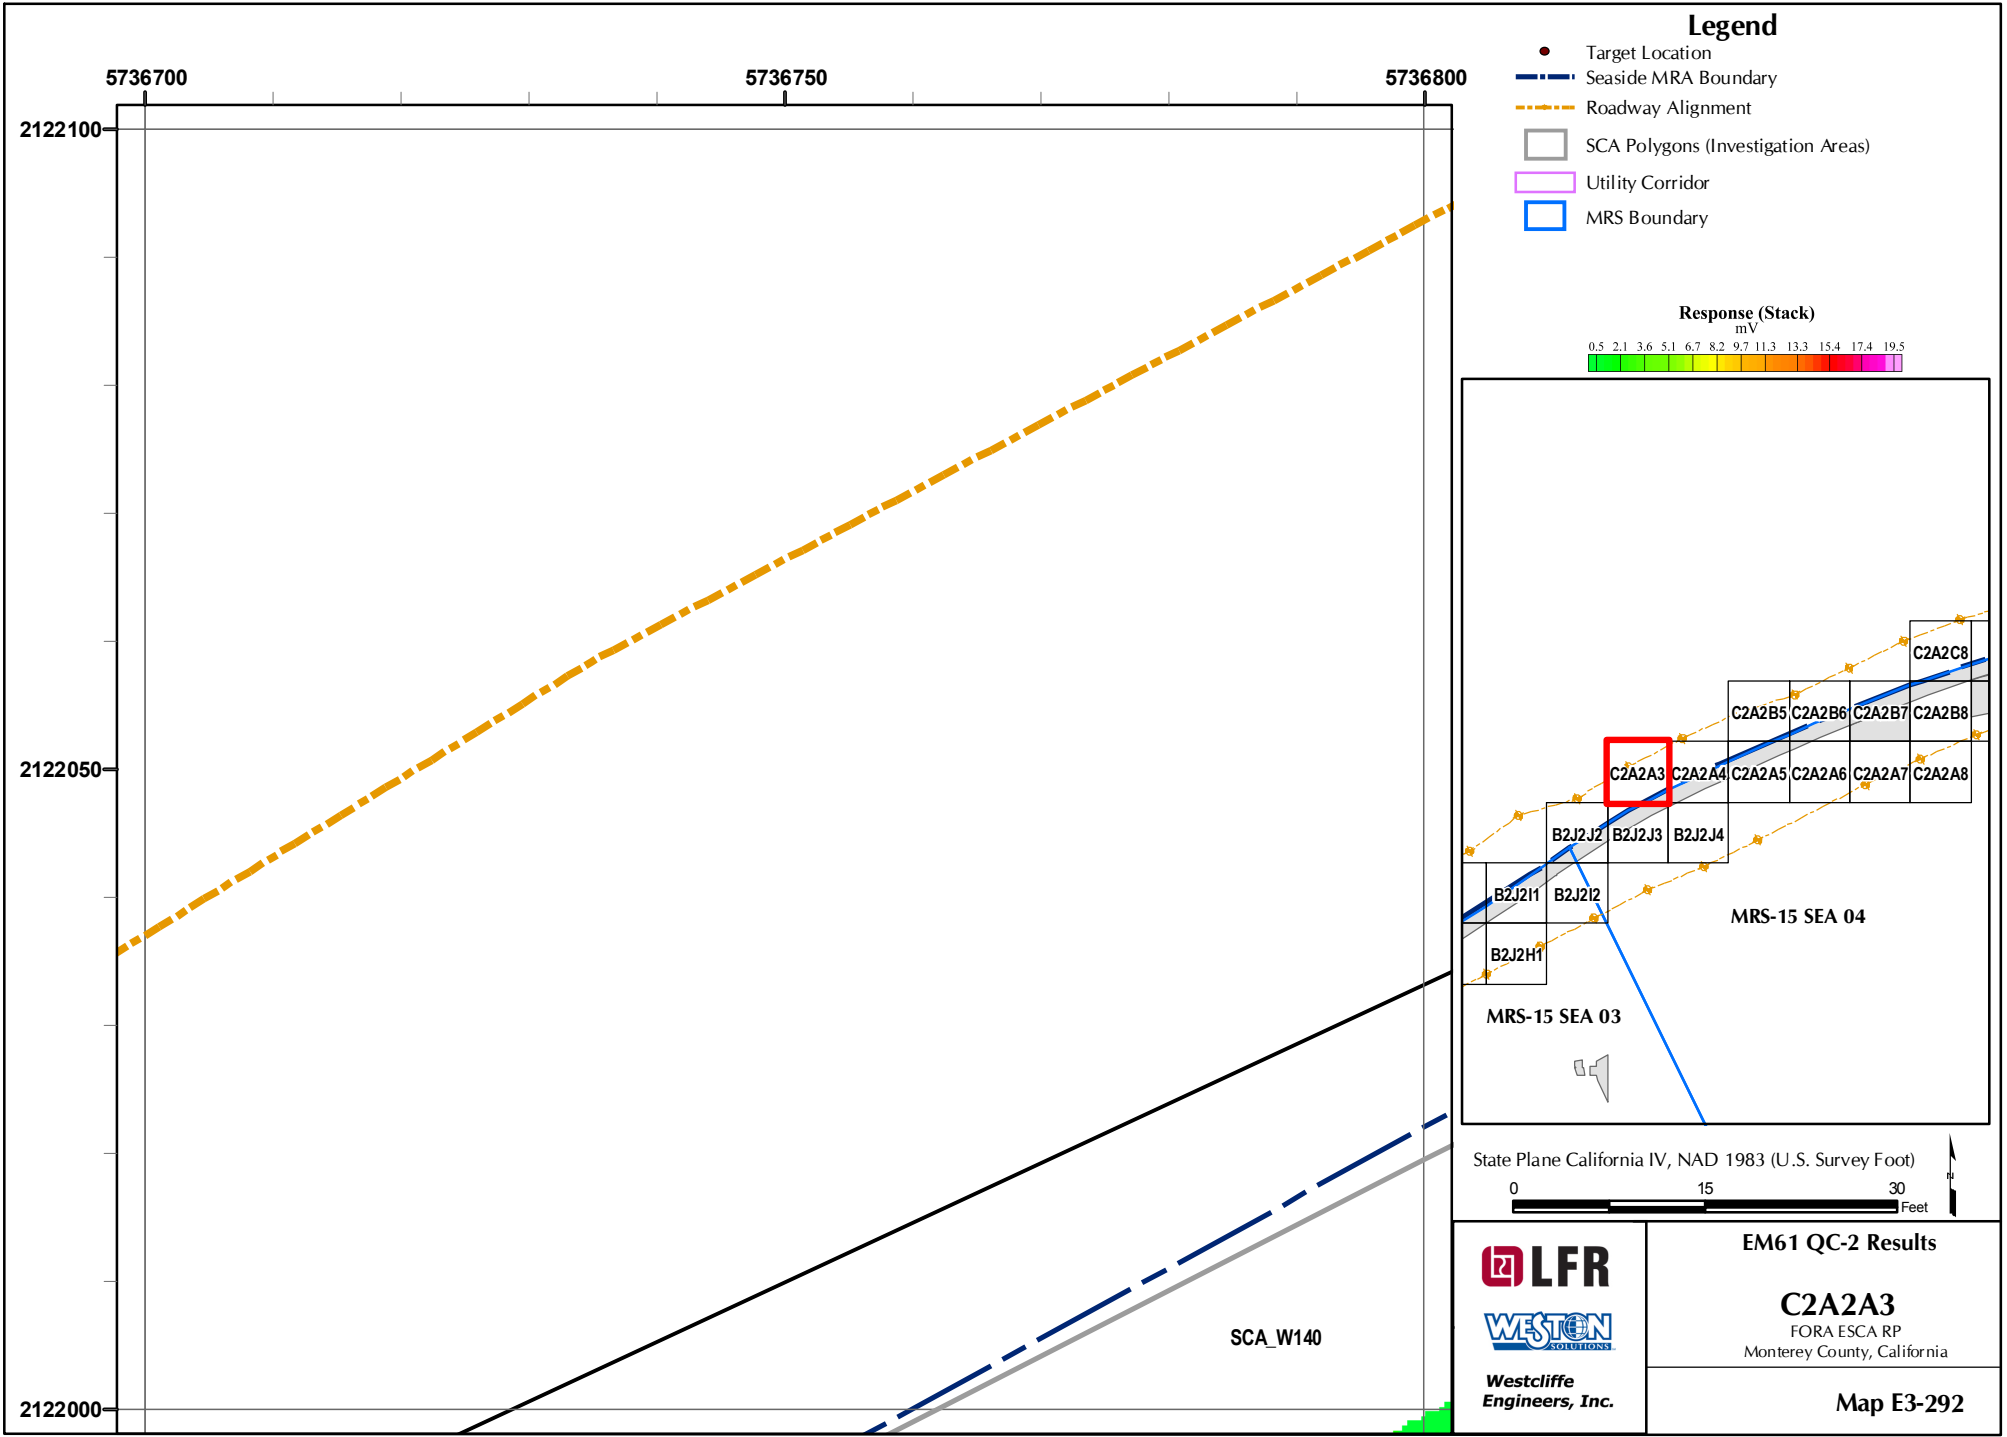 5736700
5736750
5736800
2122100
2122050
2122000
SCA_W140
Legend
Target Location
Seaside MRA Boundary
Roadway Alignment
SCA Polygons (Investigation Areas)
Utility Corridor
MRS Boundary
Response (Stack)
mV
0.5 2.1 3.6 5.1 6.7 8.2 9.7 11.3 13.3 15.4 17.4 19.5
C2A2C8
C2A2B5 C2A2B6 C2A2B7 C2A2B8
C2A2A3 C2A2A4 C2A2A5 C2A2A6 C2A2A7 C2A2A8
B2J2J2 B2J2J3 B2J2J4
B2J2I1 B2J2I2
MRS-15 SEA 04
B2J2H1
MRS-15 SEA 03
State Plane California IV, NAD 1983 (U.S. Survey Foot)
N
0 15 30
Feet
LFR
WESTON
SOLUTIONS
Westcliffe
Engineers, Inc.
EM61 QC-2 Results
C2A2A3
FORA ESCA RP
Monterey County, California
Map E3-292